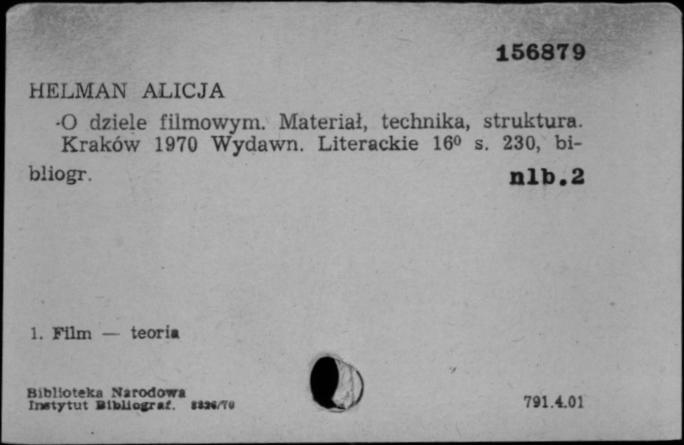 156879
HELMAN ALICJA
O dziele filmowym. Materiał, technika, struktura.
Kraków 1970 Wydawn. Literackie 16⁰ s. 230, bi-
bliogr. nlb.2
1. Film — teoria
Biblioteka Narodowa
Instytut Bibliograf.
791.4.01